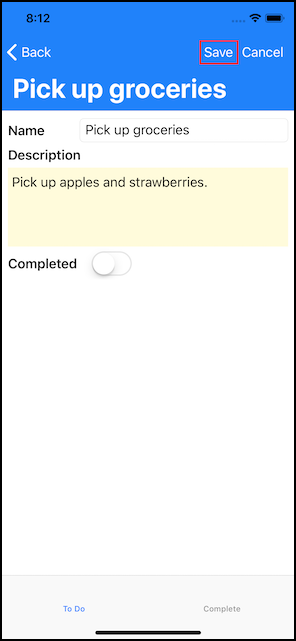 8:12
Back Save Cancel
Pick up groceries
Name Pick up groceries
Description
Pick up apples and strawberries.
Completed
To Do Complete